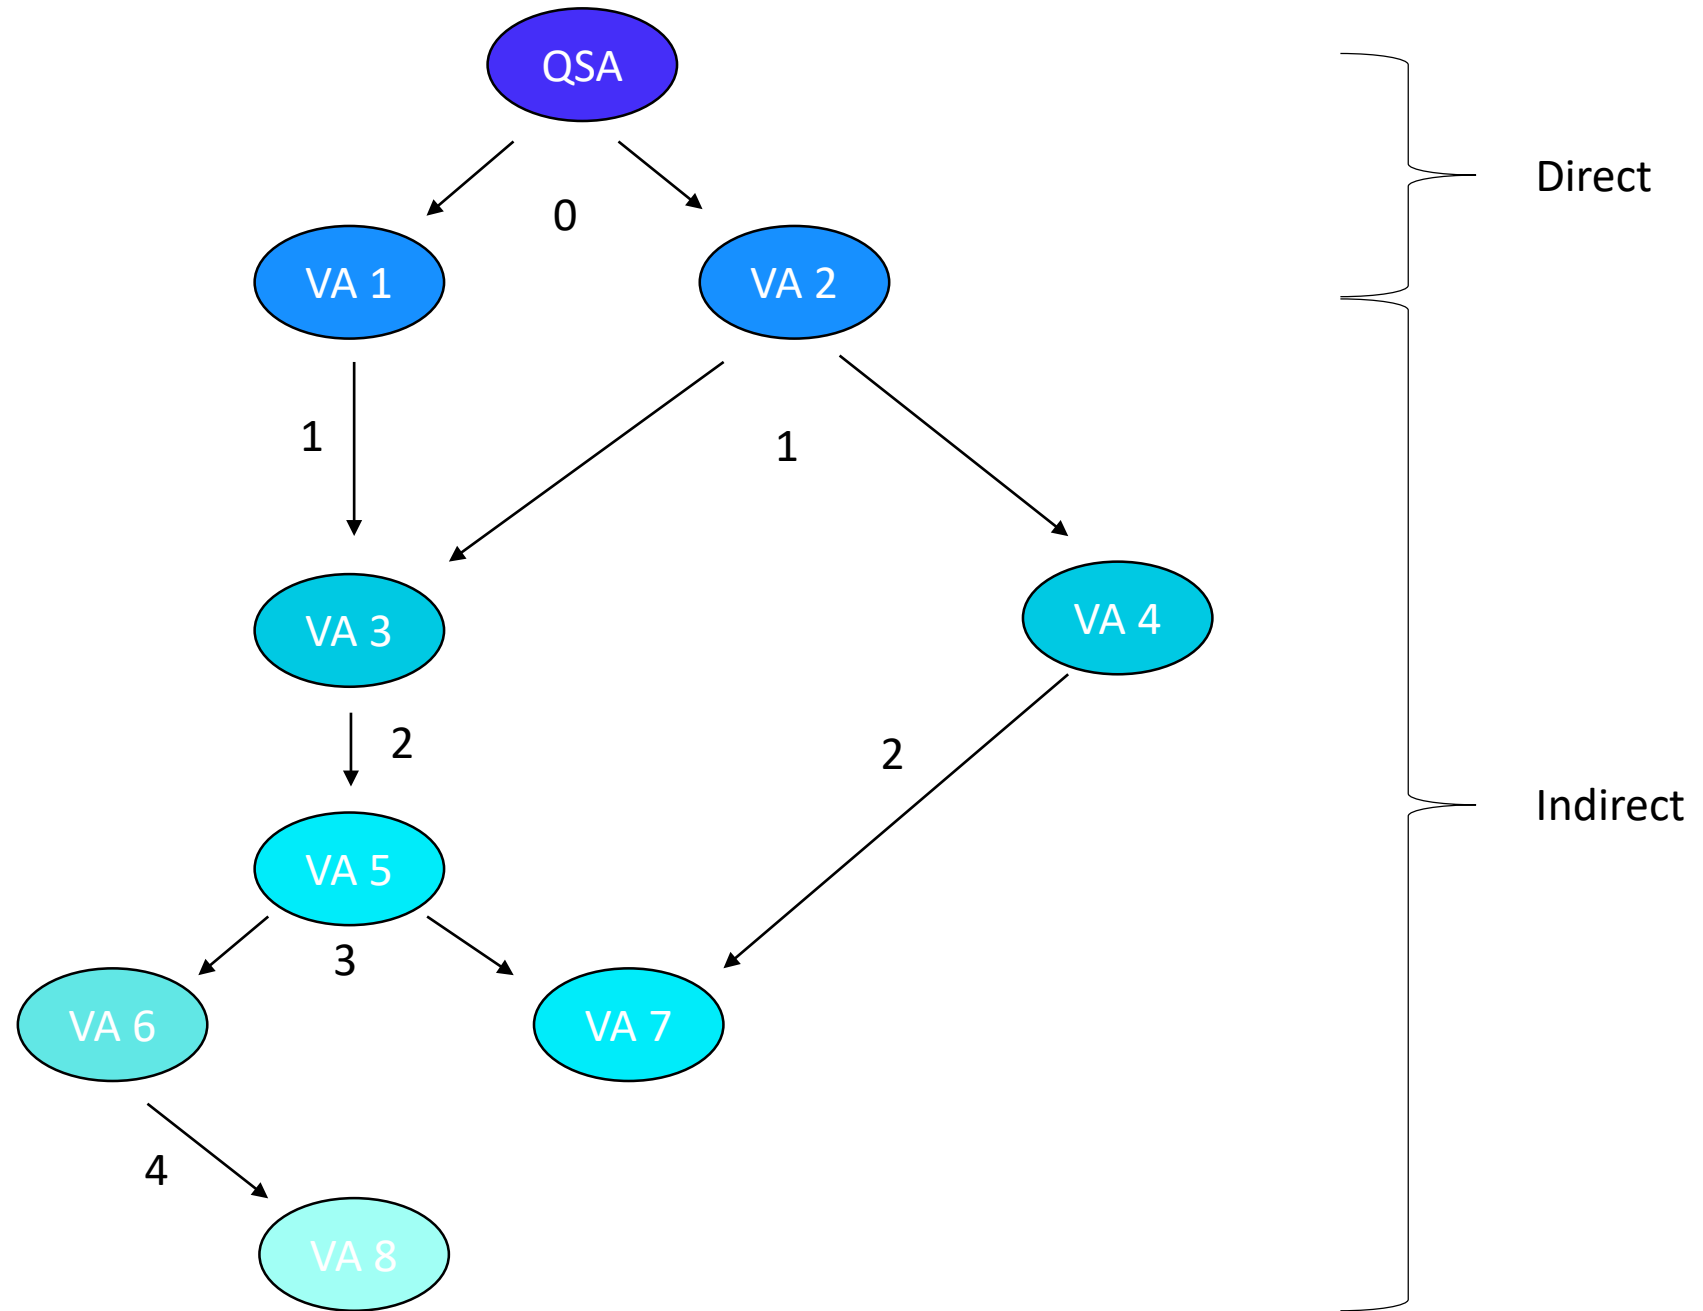 QSA
Direct
0
VA 1
VA 2
1
1
VA 3
VA 4
2
2
Indirect
VA 5
3
VA 6
VA 7
4
VA 8